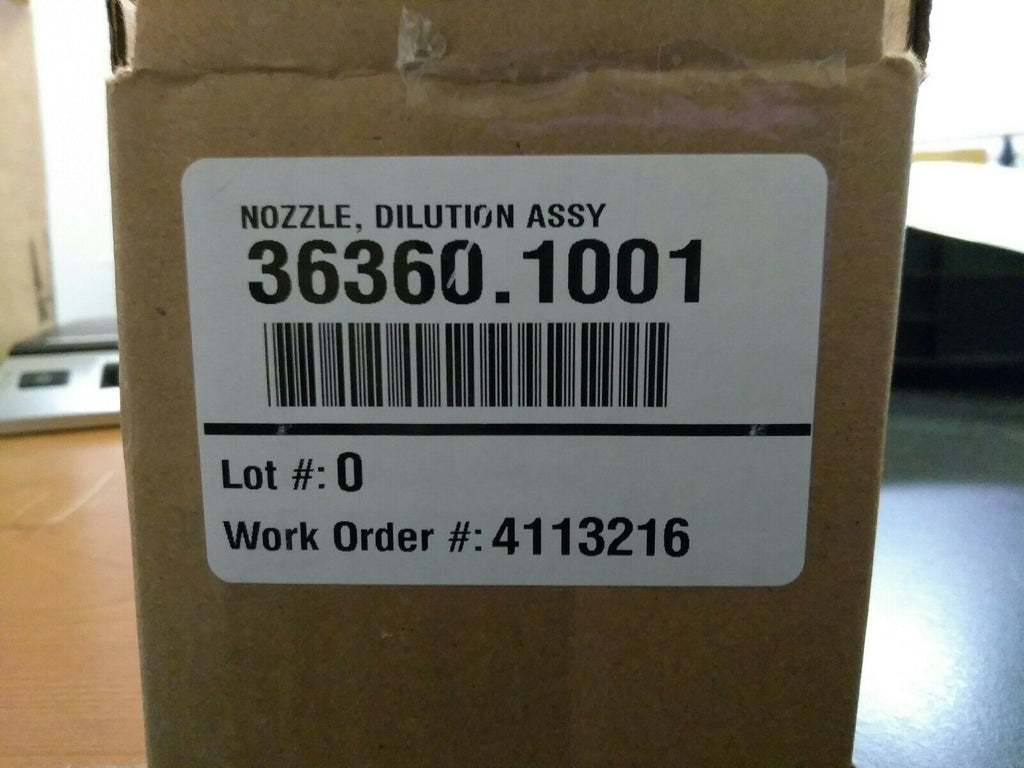 NOZZLE, DILUTION ASSY
36360.1001
Lot #: 0
Work Order #: 4113216